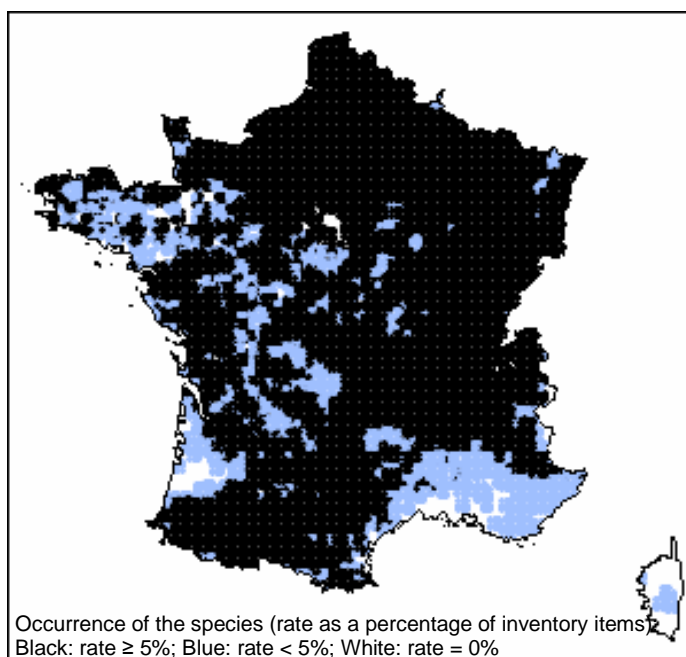 Occurrence of the species (rate as a percentage of inventory items):
Black: rate ≥ 5%; Blue: rate < 5%; White: rate = 0%